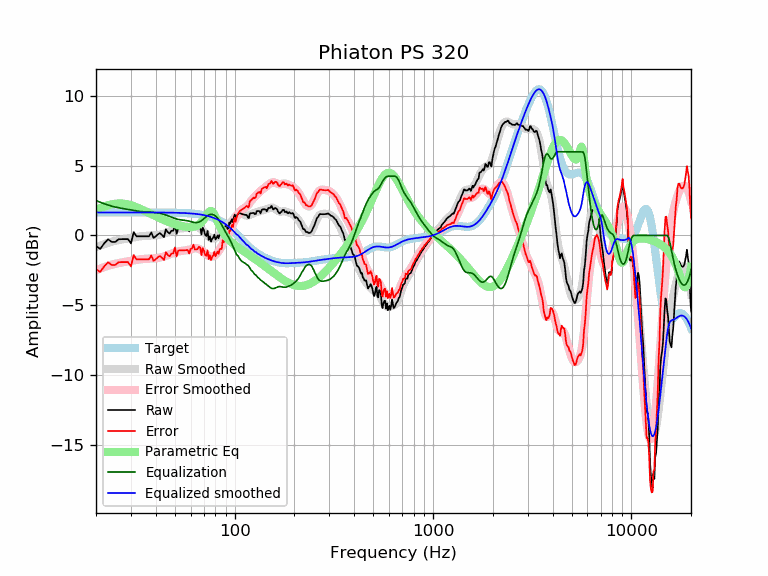 Phiaton PS 320
Amplitude (dBr)
10
5
0
−5
−10
−15
Target
Raw Smoothed
Error Smoothed
Raw
Error
Parametric Eq
Equalization
Equalized smoothed
100 1000 10000
Frequency (Hz)